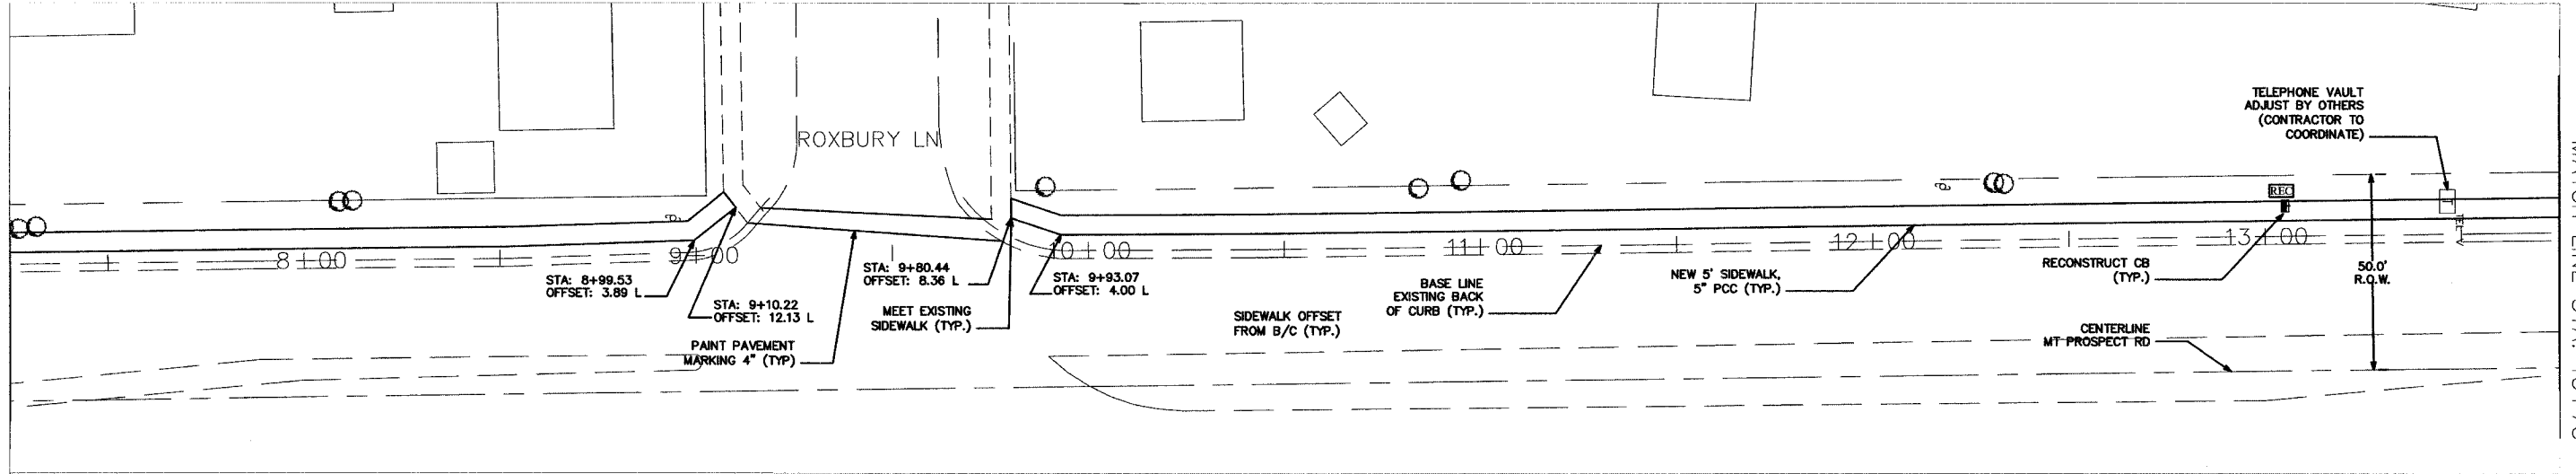 TELEPHONE VAULT
ADJUST BY OTHERS
(CONTRACTOR TO
COORDINATE)
ROXBURY LN
REC
T
8+00
9+00
10+00
11+00
12+00
13+00
STA: 8+99.53
OFFSET: 3.89 L
STA: 9+10.22
OFFSET: 12.13 L
PAINT PAVEMENT
MARKING 4" (TYP)
STA: 9+80.44
OFFSET: 8.36 L
MEET EXISTING
SIDEWALK (TYP.)
STA: 9+93.07
OFFSET: 4.00 L
SIDEWALK OFFSET
FROM B/C (TYP.)
BASE LINE
EXISTING BACK
OF CURB (TYP.)
NEW 5' SIDEWALK,
5" PCC (TYP.)
RECONSTRUCT CB
(TYP.)
50.0'
R.O.W.
CENTERLINE
MT PROSPECT RD